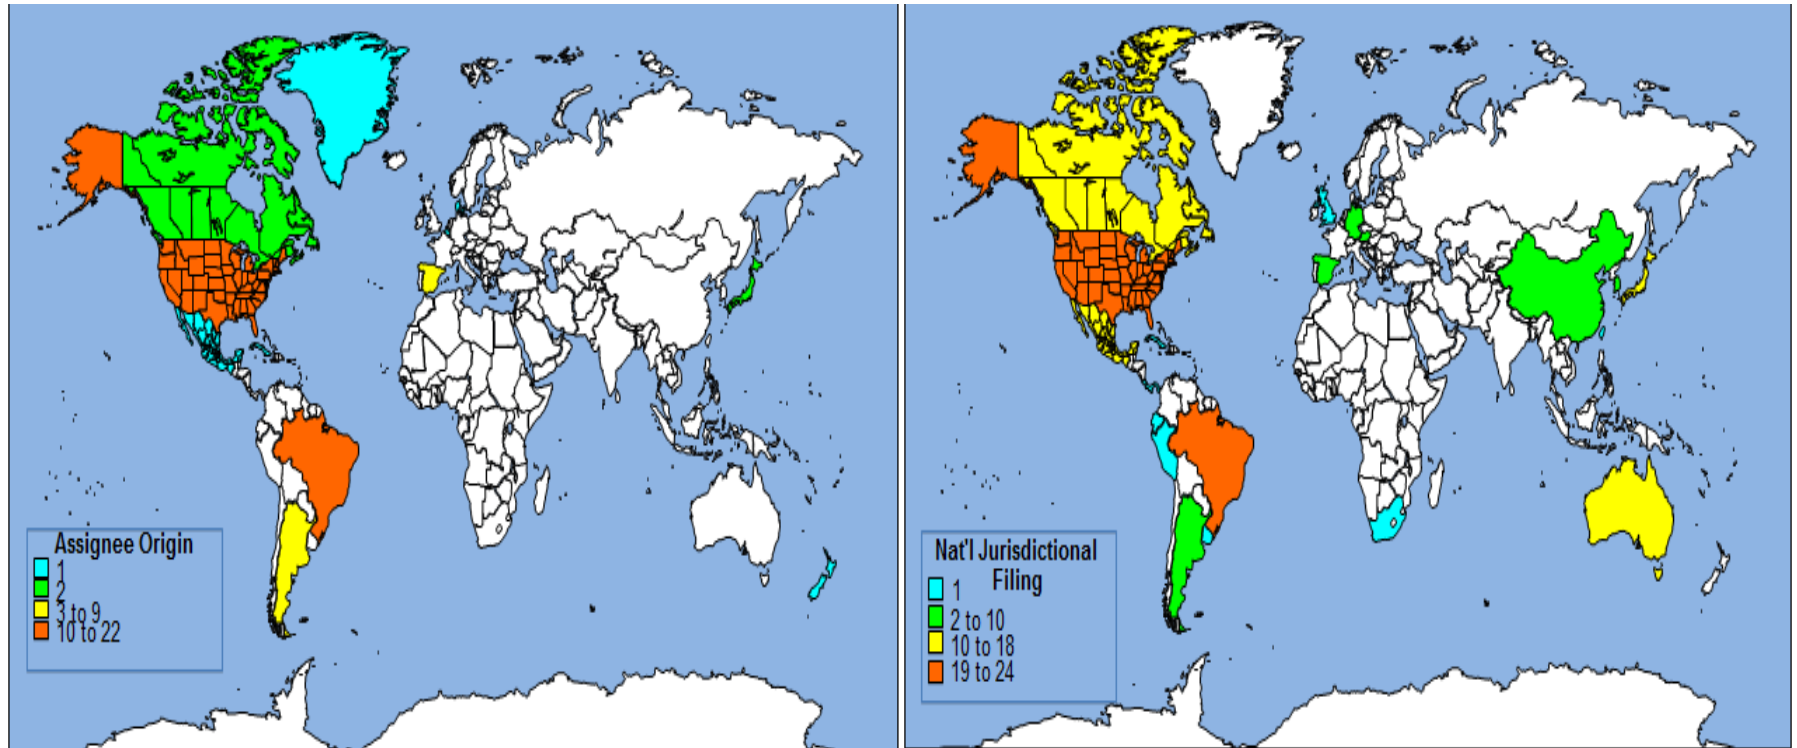 Assignee Origin
1
2
3 to 9
10 to 22
Nat'l Jurisdictional
Filing
1
2 to 10
10 to 18
19 to 24